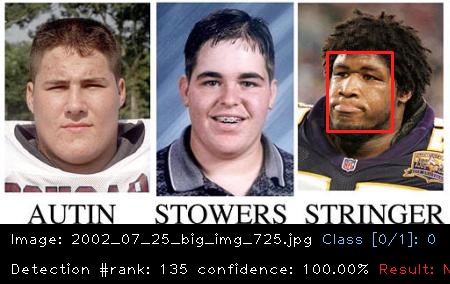 AUTIN STOWERS STRINGER
Image: 2002_07_25_big_img_725.jpg Class [0/1]: 0
Detection #rank: 135 confidence: 100.00% Result: N